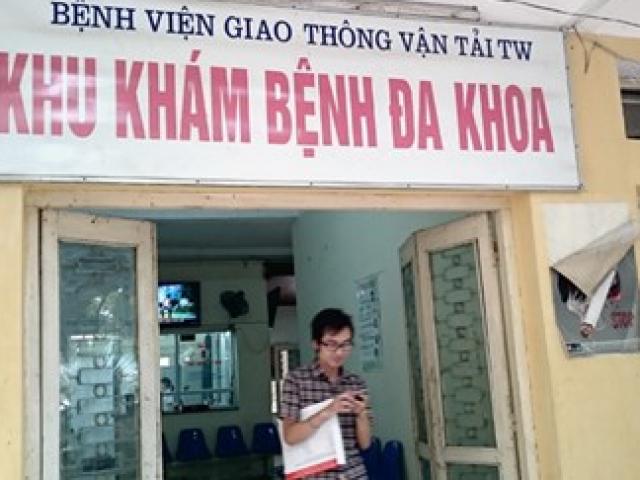 BỆNH VIỆN GIAO THÔNG VẬN TẢI TW
KHU KHÁM BỆNH ĐA KHOA